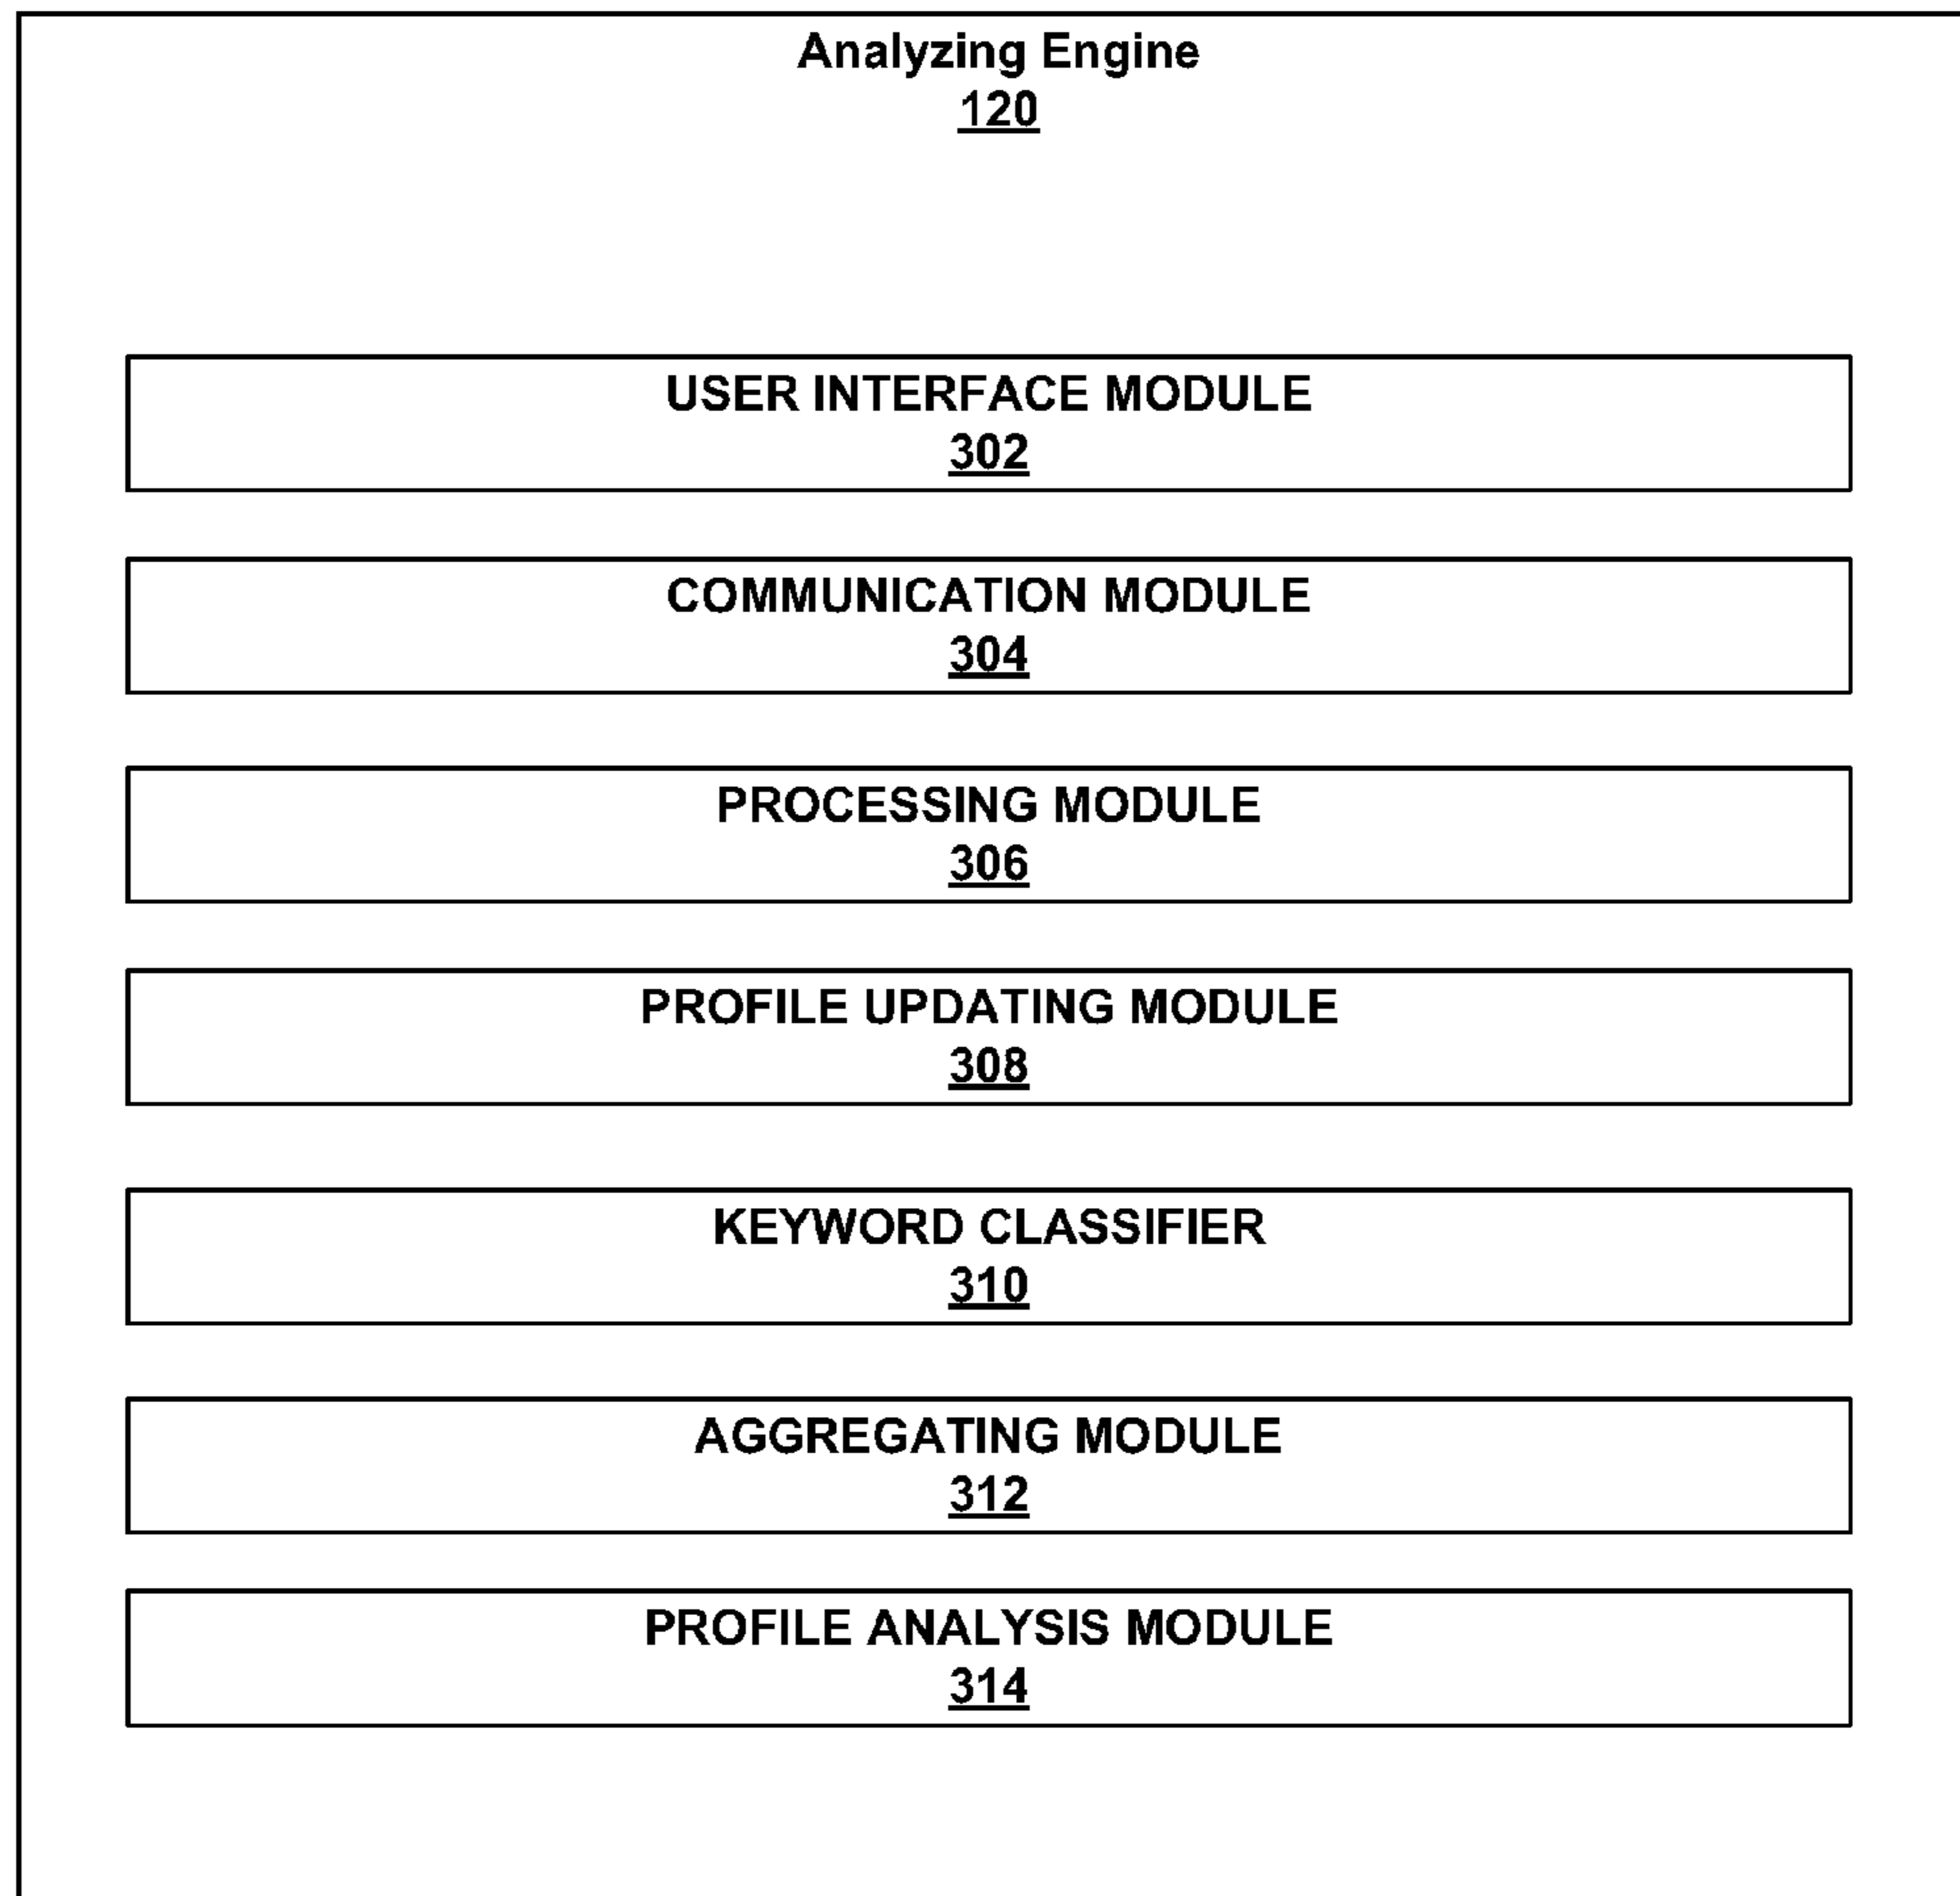 Analyzing Engine
120
USER INTERFACE MODULE
302
COMMUNICATION MODULE
304
PROCESSING MODULE
306
PROFILE UPDATING MODULE
308
KEYWORD CLASSIFIER
310
AGGREGATING MODULE
312
PROFILE ANALYSIS MODULE
314